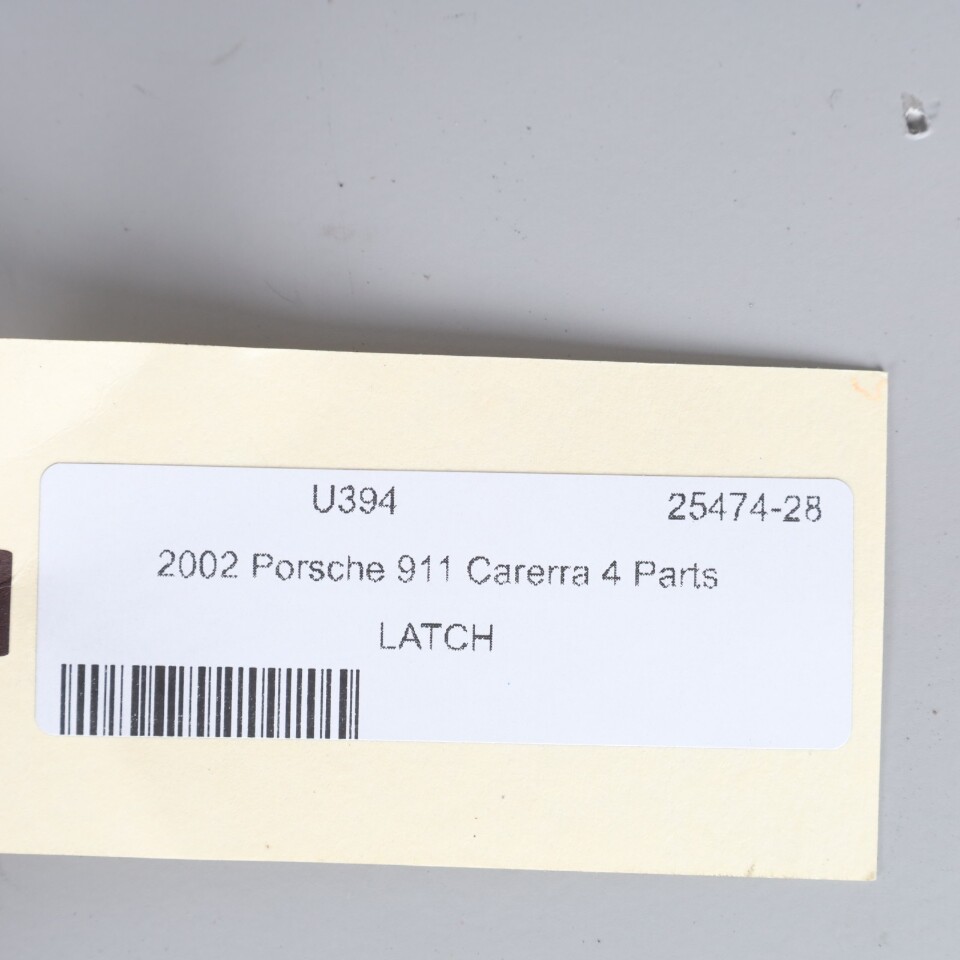 U394 25474-28
2002 Porsche 911 Carerra 4 Parts
LATCH